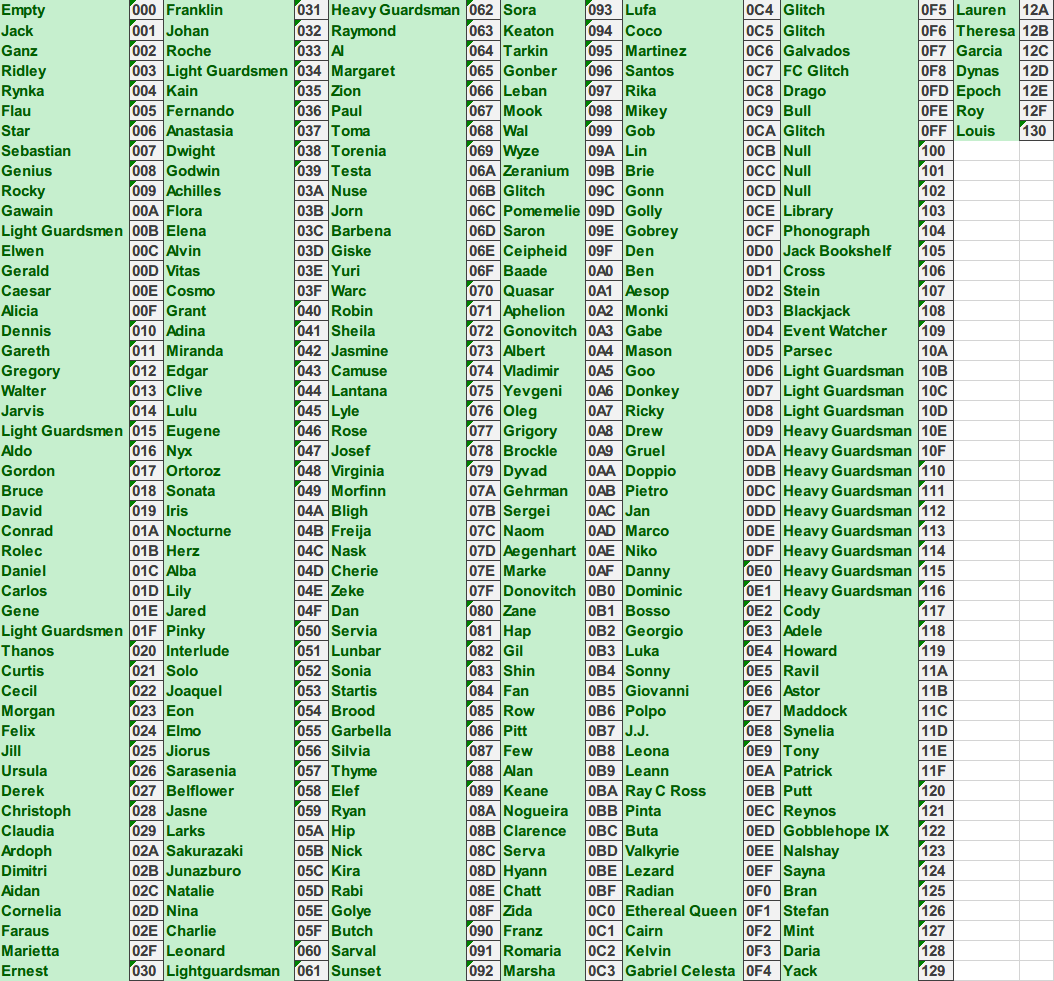 Empty 000 Franklin 031 Heavy Guardsman 062 Sora 093 Lufa 0C4 Glitch 0F5 Lauren 12A
Jack 001 Johan 032 Raymond 063 Keaton 094 Coco 0C5 Glitch 0F6 Theresa 12B
Ganz 002 Roche 033 Al 064 Tarkin 095 Martinez 0C6 Galvados 0F7 Garcia 12C
Ridley 003 Light Guardsmen 034 Margaret 065 Gonber 096 Santos 0C7 FC Glitch 0F8 Dynas 12D
Rynka 004 Kain 035 Zion 066 Leban 097 Rika 0C8 Drago 0FD Epoch 12E
Flau 005 Fernando 036 Paul 067 Mook 098 Mikey 0C9 Bull 0FE Roy 12F
Star 006 Anastasia 037 Toma 068 Wal 099 Gob 0CA Glitch 0FF Louis 130
Sebastian 007 Dwight 038 Torenia 069 Wyze 09A Lin 0CB Null 100
Genius 008 Godwin 039 Testa 06A Zeranium 09B Brie 0CC Null 101
Rocky 009 Achilles 03A Nuse 06B Glitch 09C Gonn 0CD Null 102
Gawain 00A Flora 03B Jorn 06C Pomemelie 09D Golly 0CE Library 103
Light Guardsmen 00B Elena 03C Barbena 06D Saron 09E Gobrey 0CF Phonograph 104
Elwen 00C Alvin 03D Giske 06E Ceipheid 09F Den 0D0 Jack Bookshelf 105
Gerald 00D Vitas 03E Yuri 06F Baade 0A0 Ben 0D1 Cross 106
Caesar 00E Cosmo 03F Warc 070 Quasar 0A1 Aesop 0D2 Stein 107
Alicia 00F Grant 040 Robin 071 Aphelion 0A2 Monki 0D3 Blackjack 108
Dennis 010 Adina 041 Sheila 072 Gonovitch 0A3 Gabe 0D4 Event Watcher 109
Gareth 011 Miranda 042 Jasmine 073 Albert 0A4 Mason 0D5 Parsec 10A
Gregory 012 Edgar 043 Camuse 074 Vladimir 0A5 Goo 0D6 Light Guardsman 10B
Walter 013 Clive 044 Lantana 075 Yevgeni 0A6 Donkey 0D7 Light Guardsman 10C
Jarvis 014 Lulu 045 Lyle 076 Oleg 0A7 Ricky 0D8 Light Guardsman 10D
Light Guardsmen 015 Eugene 046 Rose 077 Grigory 0A8 Drew 0D9 Heavy Guardsman 10E
Aldo 016 Nyx 047 Josef 078 Brockle 0A9 Gruel 0DA Heavy Guardsman 10F
Gordon 017 Ortoroz 048 Virginia 079 Dyvad 0AA Doppio 0DB Heavy Guardsman 110
Bruce 018 Sonata 049 Morfinn 07A Gehrman 0AB Pietro 0DC Heavy Guardsman 111
David 019 Iris 04A Bligh 07B Sergei 0AC Jan 0DD Heavy Guardsman 112
Conrad 01A Nocturne 04B Freija 07C Naom 0AD Marco 0DE Heavy Guardsman 113
Rolec 01B Herz 04C Nask 07D Aegenhart 0AE Niko 0DF Heavy Guardsman 114
Daniel 01C Alba 04D Cherie 07E Marke 0AF Danny 0E0 Heavy Guardsman 115
Carlos 01D Lily 04E Zeke 07F Donovitch 0B0 Dominic 0E1 Heavy Guardsman 116
Gene 01E Jared 04F Dan 080 Zane 0B1 Bosso 0E2 Cody 117
Light Guardsmen 01F Pinky 050 Servia 081 Hap 0B2 Georgio 0E3 Adele 118
Thanos 020 Interlude 051 Lunbar 082 Gil 0B3 Luka 0E4 Howard 119
Curtis 021 Solo 052 Sonia 083 Shin 0B4 Sonny 0E5 Ravil 11A
Cecil 022 Joaquel 053 Startis 084 Fan 0B5 Giovanni 0E6 Astor 11B
Morgan 023 Eon 054 Brood 085 Row 0B6 Polpo 0E7 Maddock 11C
Felix 024 Elmo 055 Garbella 086 Pitt 0B7 J.J. 0E8 Synelia 11D
Jill 025 Jiorus 056 Silvia 087 Few 0B8 Leona 0E9 Tony 11E
Ursula 026 Sarasenia 057 Thyme 088 Alan 0B9 Leann 0EA Patrick 11F
Derek 027 Belflower 058 Elef 089 Keane 0BA Ray C Ross 0EB Putt 120
Christoph 028 Jasne 059 Ryan 08A Nogueira 0BB Pinta 0EC Reynos 121
Claudia 029 Larks 05A Hip 08B Clarence 0BC Buta 0ED Gobblehope IX 122
Ardoph 02A Sakurazaki 05B Nick 08C Serva 0BD Valkyrie 0EE Nalshay 123
Dimitri 02B Junazburo 05C Kira 08D Hyann 0BE Lezard 0EF Sayna 124
Aidan 02C Natalie 05D Rabi 08E Chatt 0BF Radian 0F0 Bran 125
Cornelia 02D Nina 05E Golye 08F Zida 0C0 Ethereal Queen 0F1 Stefan 126
Faraus 02E Charlie 05F Butch 090 Franz 0C1 Cairn 0F2 Mint 127
Marietta 02F Leonard 060 Sarval 091 Romaria 0C2 Kelvin 0F3 Daria 128
Ernest 030 Lightguardsman 061 Sunset 092 Marsha 0C3 Gabriel Celesta 0F4 Yack 129